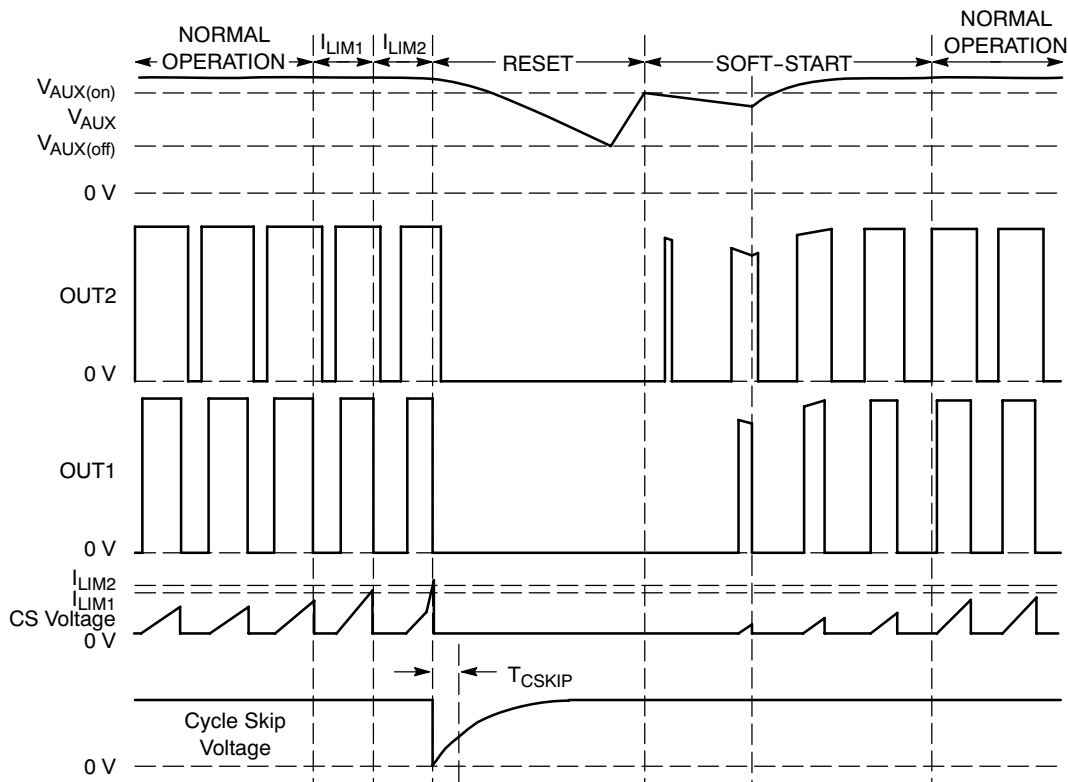 NORMAL
OPERATION
I_LIM1
I_LIM2
RESET
SOFT-START
NORMAL
OPERATION
V_AUX(on)
V_AUX
V_AUX(off)
0 V
OUT2
0 V
OUT1
0 V
I_LIM2
I_LIM1
CS Voltage
0 V
T_CSKIP
Cycle Skip
Voltage
0 V